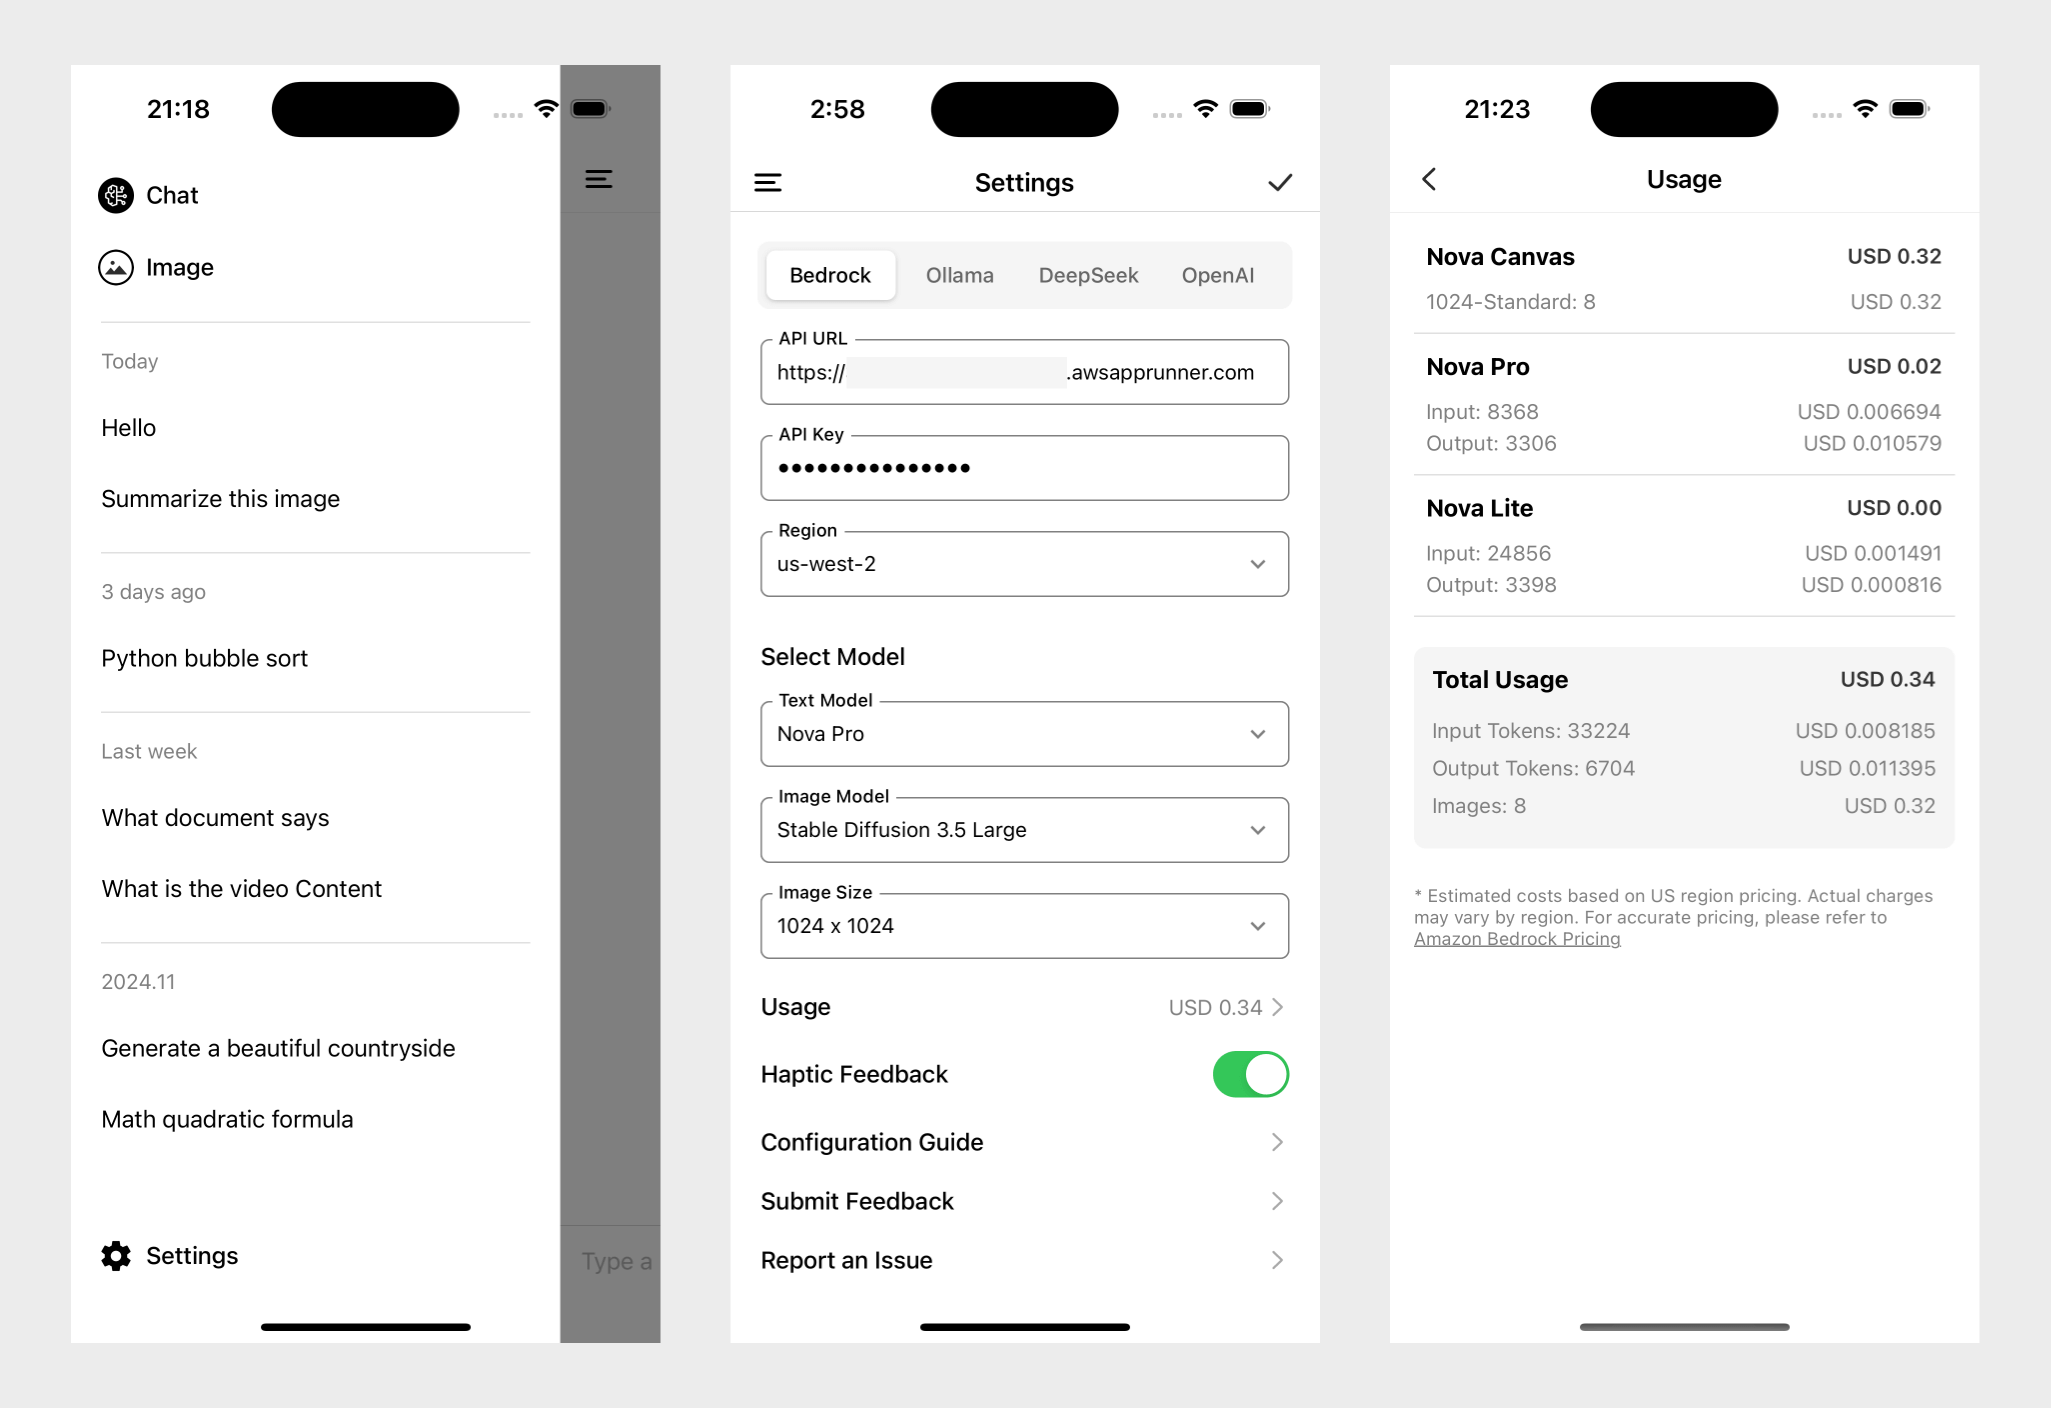 21:18
Chat
Image
Today
Hello
Summarize this image
3 days ago
Python bubble sort
Last week
What document says
What is the video Content
2024.11
Generate a beautiful countryside
Math quadratic formula
Settings
Type a
2:58
Settings
Bedrock Ollama DeepSeek OpenAI
API URL
https:// .awsapprunner.com
API Key
•••••••••••••••
Region
us-west-2
Select Model
Text Model
Nova Pro
Image Model
Stable Diffusion 3.5 Large
Image Size
1024 x 1024
Usage USD 0.34
Haptic Feedback
Configuration Guide
Submit Feedback
Report an Issue
21:23
Usage
Nova Canvas USD 0.32
1024-Standard: 8 USD 0.32
Nova Pro USD 0.02
Input: 8368 USD 0.006694
Output: 3306 USD 0.010579
Nova Lite USD 0.00
Input: 24856 USD 0.001491
Output: 3398 USD 0.000816
Total Usage USD 0.34
Input Tokens: 33224 USD 0.008185
Output Tokens: 6704 USD 0.011395
Images: 8 USD 0.32
* Estimated costs based on US region pricing. Actual charges
may vary by region. For accurate pricing, please refer to
Amazon Bedrock Pricing